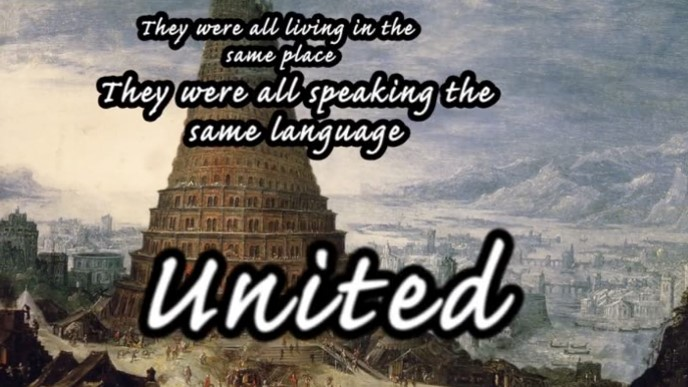 They were all living in the
same place
They were all speaking the
same language
United